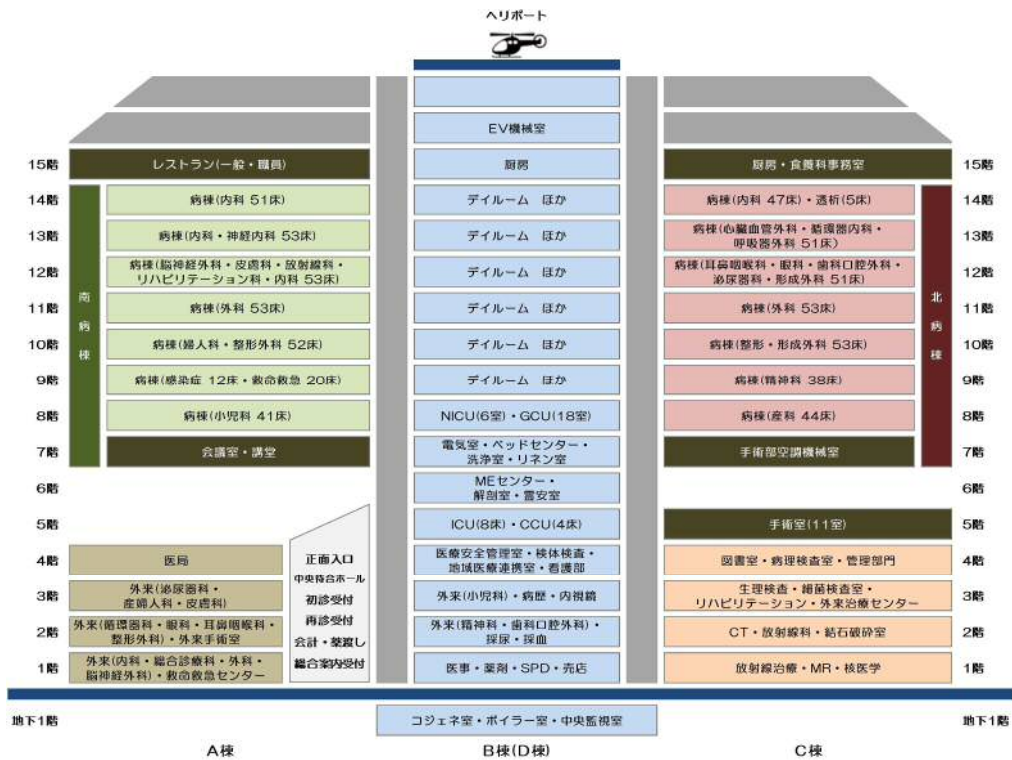 ヘリポート
EV機械室
15階
レストラン(一般・職員)
厨房
厨房・食養科事務室
15階
14階
病棟(内科 51床)
デイルーム ほか
病棟(内科 47床)・透析(5床)
14階
13階
病棟(内科・神経内科 53床)
デイルーム ほか
病棟(心臓血管外科・循環器内科・
呼吸器外科 51床)
13階
12階
病棟(脳神経外科・皮膚科・放射線科・
リハビリテーション科・内科 53床)
デイルーム ほか
病棟(耳鼻咽喉科・眼科・歯科口腔外科・
泌尿器科・形成外科 51床)
12階
南病棟
北病棟
11階
病棟(外科 53床)
デイルーム ほか
病棟(外科 53床)
11階
10階
病棟(婦人科・整形外科 52床)
デイルーム ほか
病棟(整形・形成外科 53床)
10階
9階
病棟(感染症 12床・救命救急 20床)
デイルーム ほか
病棟(精神科 38床)
9階
8階
病棟(小児科 41床)
NICU(6室)・GCU(18室)
病棟(産科 44床)
8階
7階
会議室・講堂
電気室・ベッドセンター・
洗浄室・リネン室
手術部空調機械室
7階
6階
MEセンター・
解剖室・霊安室
6階
5階
ICU(8床)・CCU(4床)
手術室(11室)
5階
4階
医局
正面入口
中央待合ホール
初診受付
再診受付
会計・薬渡し
総合案内受付
医療安全管理室・検体検査・
地域医療連携室・看護部
図書室・病理検査室・管理部門
4階
3階
外来(泌尿器科・
産婦人科・皮膚科)
外来(小児科)・病歴・内視鏡
生理検査・細菌検査室・
リハビリテーション・外来治療センター
3階
2階
外来(循環器科・眼科・耳鼻咽喉科・
整形外科)・外来手術室
外来(精神科・歯科口腔外科)・
採尿・採血
CT・放射線科・結石破砕室
2階
1階
外来(内科・総合診療科・外科・
脳神経外科)・救命救急センター
医事・薬剤・SPD・売店
放射線治療・MR・核医学
1階
地下1階
コジェネ室・ボイラー室・中央監視室
地下1階
A棟
B棟(D棟)
C棟